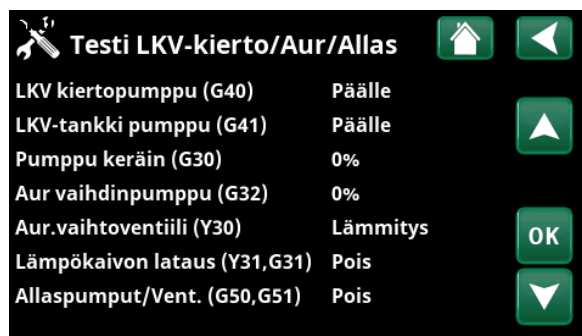 Testi LKV-kierto/Aur/Allas
LKV kiertopumppu (G40) Päälle
LKV-tankki pumppu (G41) Päälle
Pumppu keräin (G30) 0%
Aur vaihdinpumppu (G32) 0%
Aur.vaihtoventiili (Y30) Lämmitys
OK
Lämpökaivon lataus (Y31,G31) Pois
Allaspumput/Vent. (G50,G51) Pois